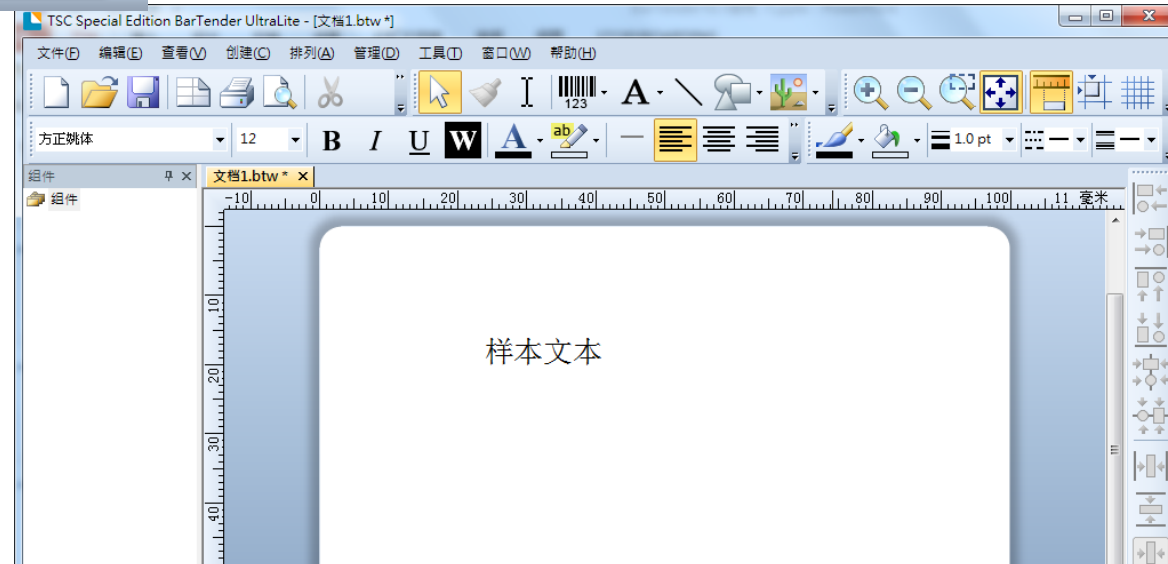 TSC Special Edition BarTender UltraLite - [文档1.btw *]
文件(F) 编辑(E) 查看(V) 创建(C) 排列(A) 管理(D) 工具(T) 窗口(W) 帮助(H)
123 A
方正姚体 12 B I U W A ab 1.0 pt
组件 文档1.btw *
组件
-10 0 10 20 30 40 50 60 70 80 90 100 11 毫米
10
样本文本
20
30
40